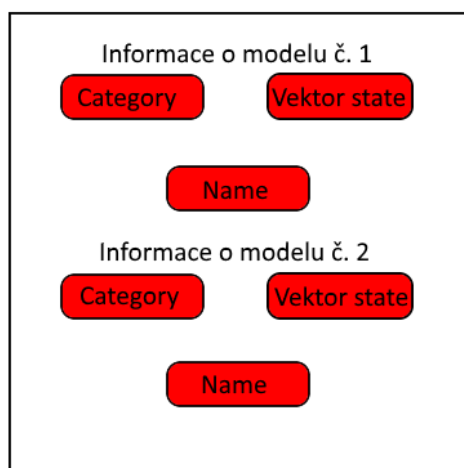 Informace o modelu č. 1
Category
Vektor state
Name
Informace o modelu č. 2
Category
Vektor state
Name